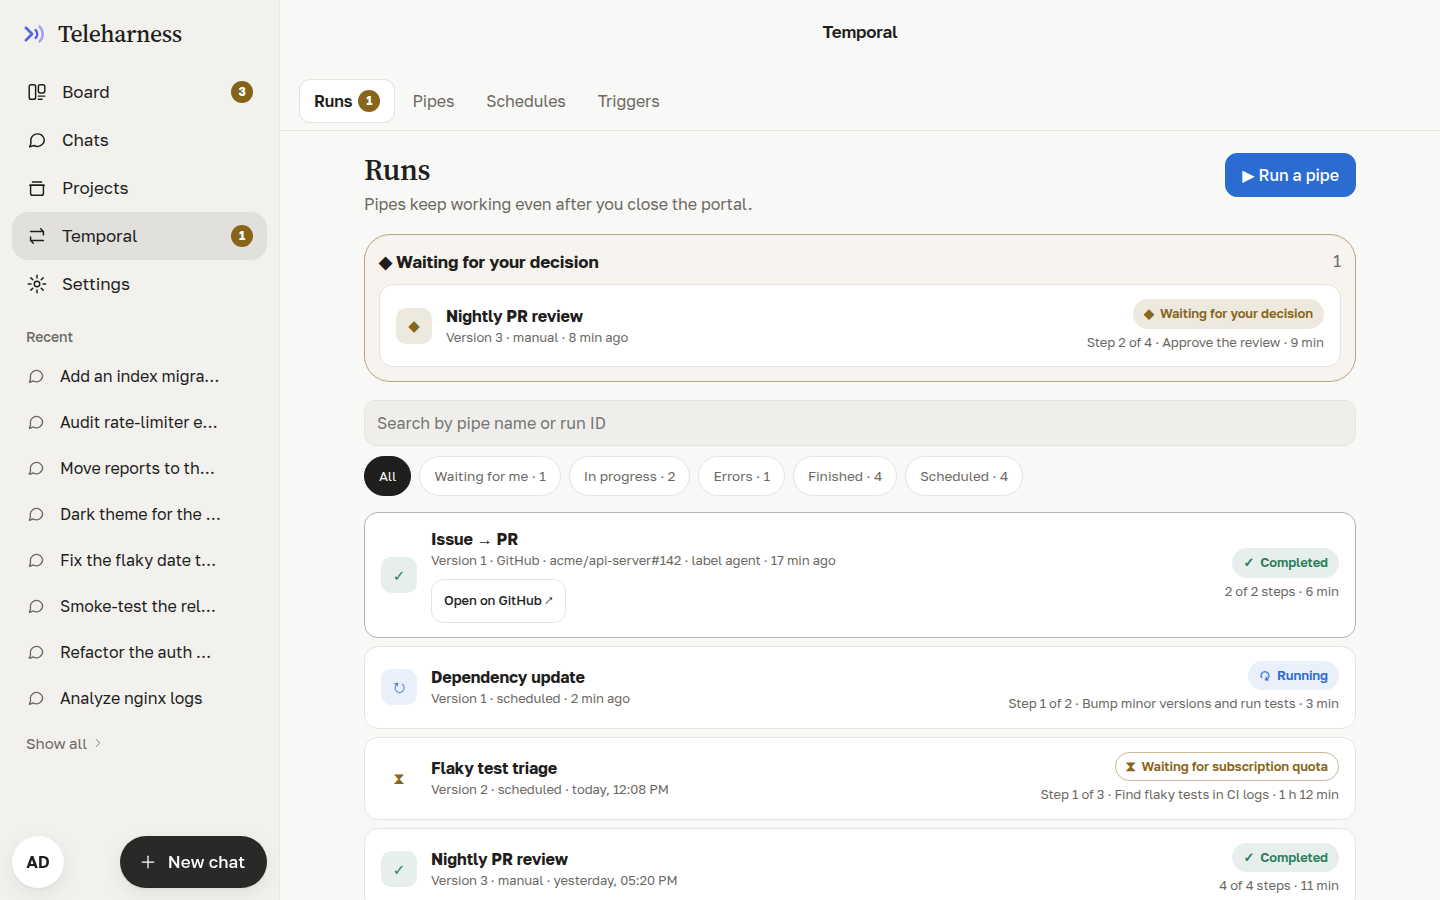 Teleharness
Board
3
Chats
Projects
Temporal
1
Settings
Recent
Add an index migra...
Audit rate-limiter e...
Move reports to th...
Dark theme for the ...
Fix the flaky date t...
Smoke-test the rel...
Refactor the auth ...
Analyze nginx logs
Show all
AD
New chat
Temporal
Runs 1
Pipes
Schedules
Triggers
Runs
Pipes keep working even after you close the portal.
▶ Run a pipe
◆ Waiting for your decision
1
◆
Nightly PR review
Version 3 · manual · 8 min ago
◆ Waiting for your decision
Step 2 of 4 · Approve the review · 9 min
Search by pipe name or run ID
All
Waiting for me · 1
In progress · 2
Errors · 1
Finished · 4
Scheduled · 4
✓
Issue → PR
Version 1 · GitHub · acme/api-server#142 · label agent · 17 min ago
Open on GitHub ↗
✓ Completed
2 of 2 steps · 6 min
↻
Dependency update
Version 1 · scheduled · 2 min ago
Running
Step 1 of 2 · Bump minor versions and run tests · 3 min
⧗
Flaky test triage
Version 2 · scheduled · today, 12:08 PM
⧗ Waiting for subscription quota
Step 1 of 3 · Find flaky tests in CI logs · 1 h 12 min
✓
Nightly PR review
Version 3 · manual · yesterday, 05:20 PM
✓ Completed
4 of 4 steps · 11 min